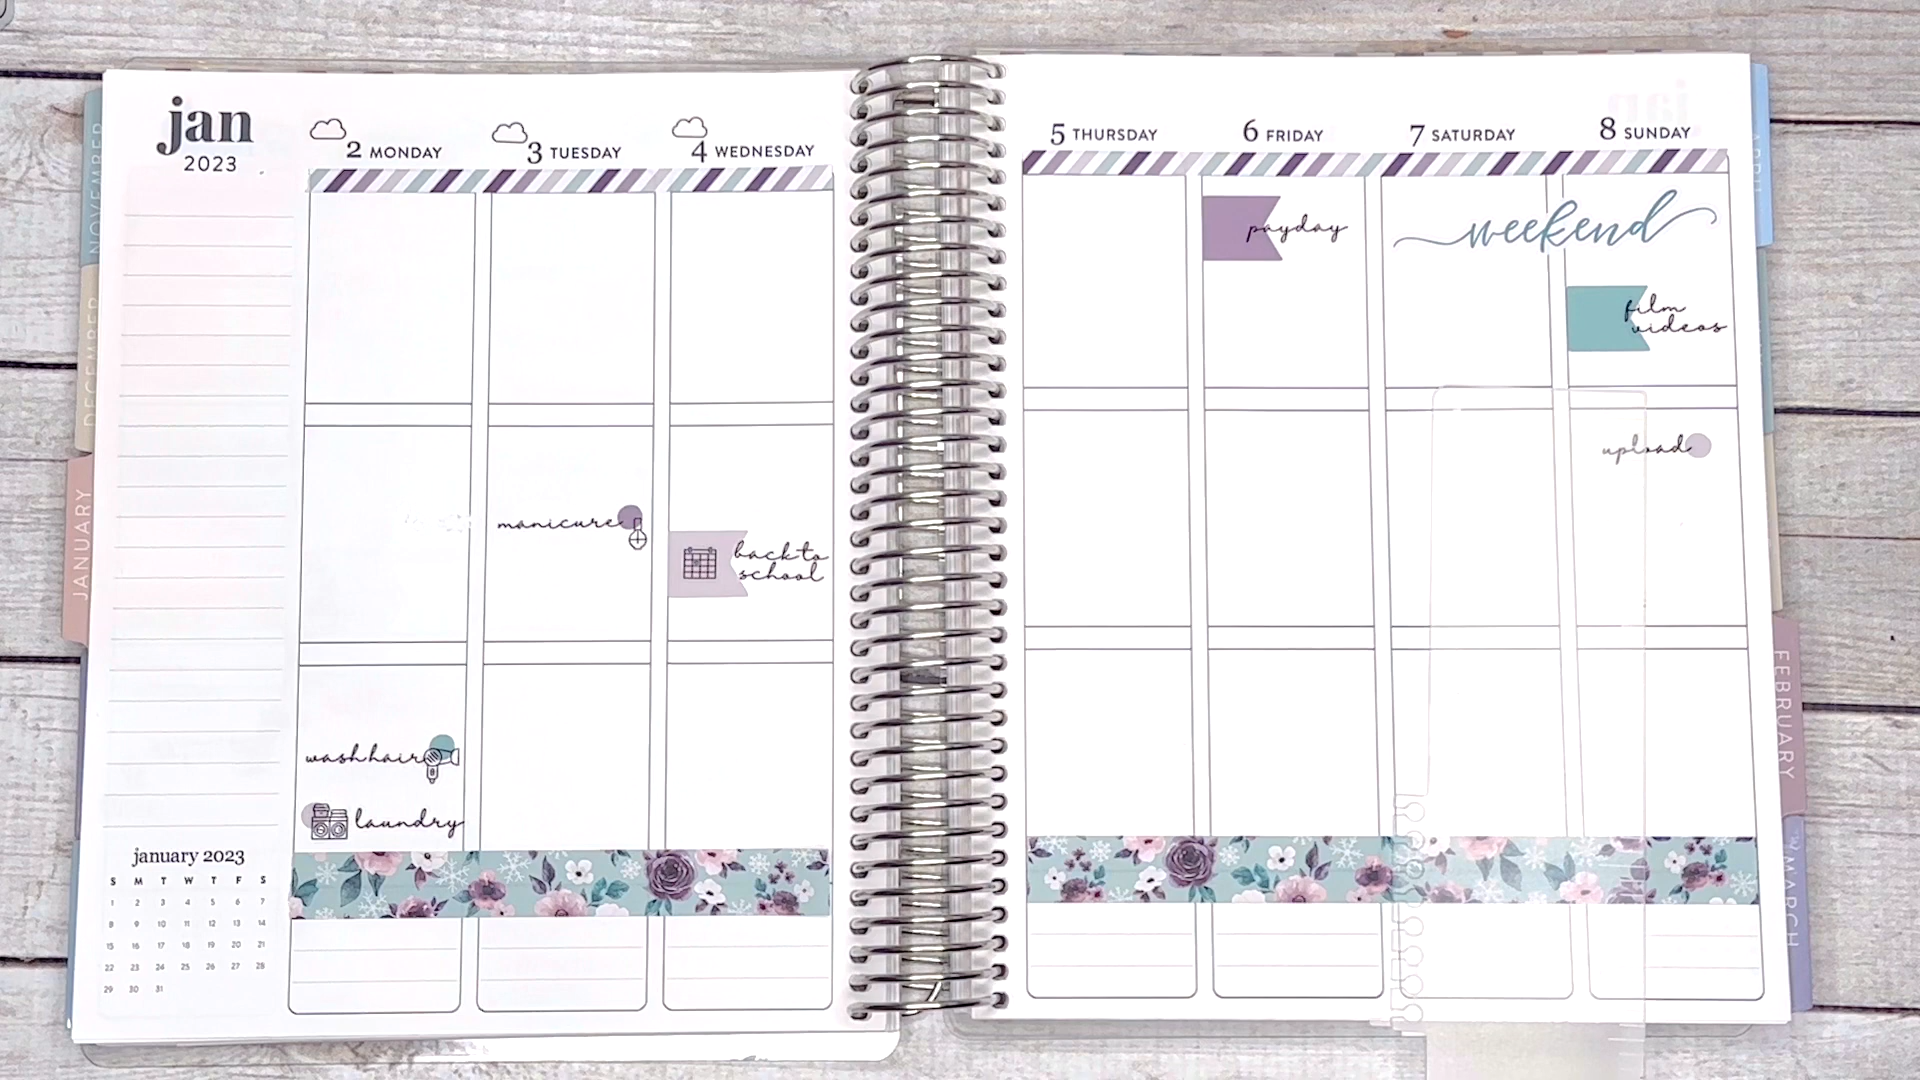 jan
2023
2 MONDAY
3 TUESDAY
4 WEDNESDAY
5 THURSDAY
6 FRIDAY
7 SATURDAY
8 SUNDAY
payday
weekend
film
videos
upload
manicure
back to
school
wash hair
laundry
january 2023
S M T W T F S
1 2 3 4 5 6 7
8 9 10 11 12 13 14
15 16 17 18 19 20 21
22 23 24 25 26 27 28
29 30 31
NOVEMBER
DECEMBER
JANUARY
APRIL
FEBRUARY
MARCH